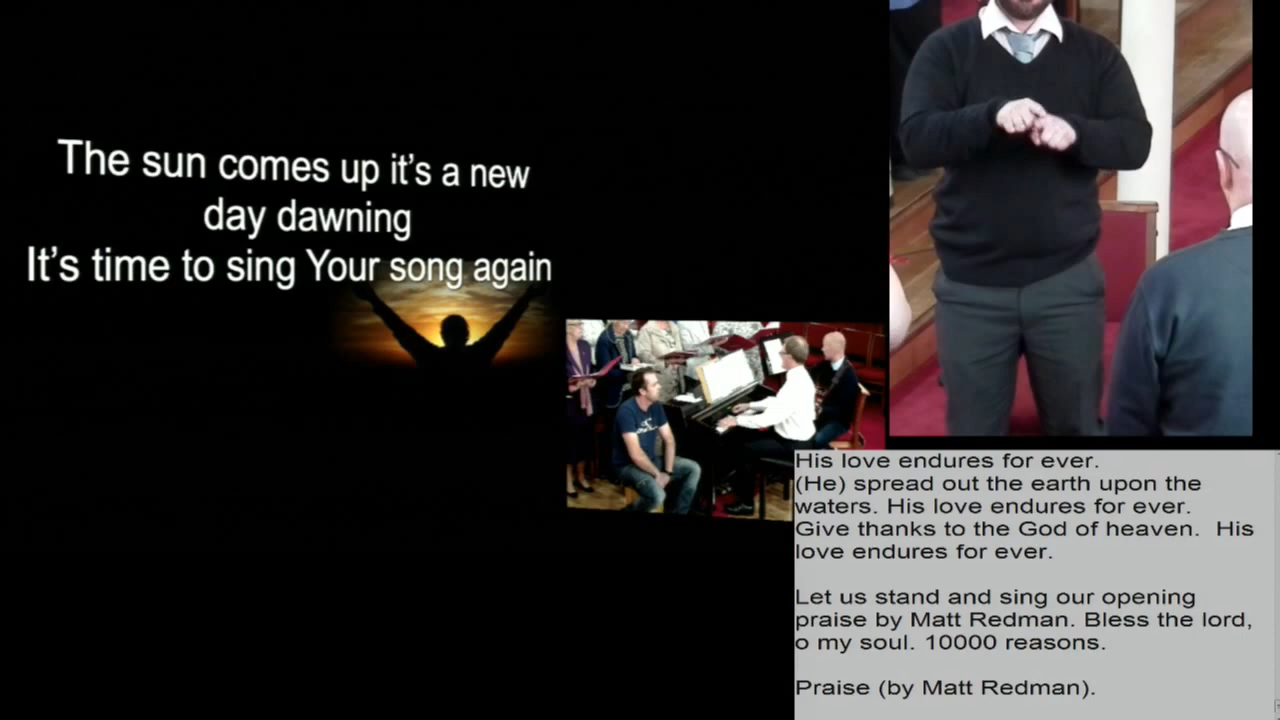 The sun comes up it's a new
day dawning
It's time to sing Your song again
His love endures for ever.
(He) spread out the earth upon the
waters. His love endures for ever.
Give thanks to the God of heaven.  His
love endures for ever.
Let us stand and sing our opening
praise by Matt Redman. Bless the lord,
o my soul. 10000 reasons.
Praise (by Matt Redman).